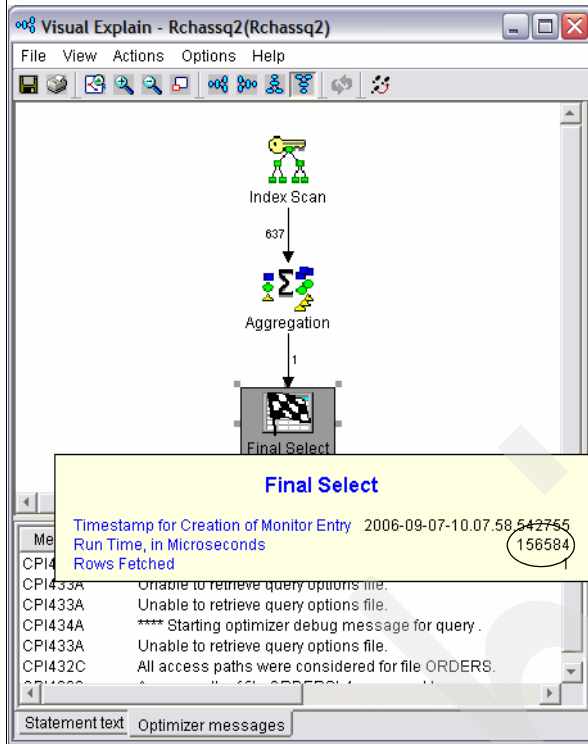 Visual Explain - Rchassq2(Rchassq2)
File View Actions Options Help
Index Scan
637
Aggregation
1
Final Select
Final Select
Timestamp for Creation of Monitor Entry 2006-09-07-10.07.58.542755
Run Time, in Microseconds 156584
Rows Fetched 1
Me
CPI4
CPI433A Unable to retrieve query options file.
CPI433A Unable to retrieve query options file.
CPI434A **** Starting optimizer debug message for query .
CPI433A Unable to retrieve query options file.
CPI432C All access paths were considered for file ORDERS.
Statement text Optimizer messages